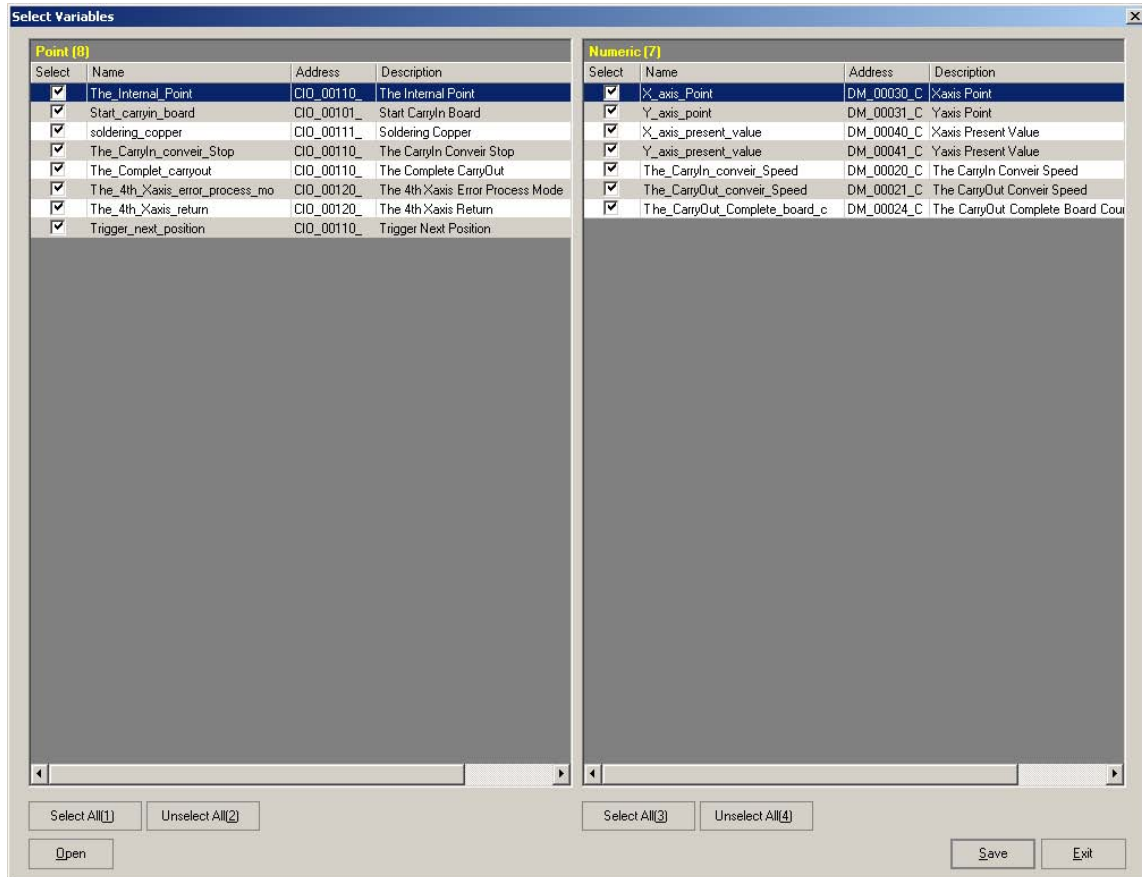 Select Variables
Point (8)
Select Name Address Description
The_Internal_Point CIO_00110_ The Internal Point
Start_carryin_board CIO_00101_ Start CarryIn Board
soldering_copper CIO_00111_ Soldering Copper
The_CarryIn_conveir_Stop CIO_00110_ The CarryIn Conveir Stop
The_Complet_carryout CIO_00110_ The Complete CarryOut
The_4th_Xaxis_error_process_mo CIO_00120_ The 4th Xaxis Error Process Mode
The_4th_Xaxis_return CIO_00120_ The 4th Xaxis Return
Trigger_next_position CIO_00110_ Trigger Next Position
Select All(1) Unselect All(2)
Open
Numeric (7)
Select Name Address Description
X_axis_Point DM_00030_C Xaxis Point
Y_axis_point DM_00031_C Yaxis Point
X_axis_present_value DM_00040_C Xaxis Present Value
Y_axis_present_value DM_00041_C Yaxis Present Value
The_CarryIn_conveir_Speed DM_00020_C The CarryIn Conveir Speed
The_CarryOut_conveir_Speed DM_00021_C The CarryOut Conveir Speed
The_CarryOut_Complete_board_c DM_00024_C The CarryOut Complete Board Cou
Select All(3) Unselect All(4)
Save Exit